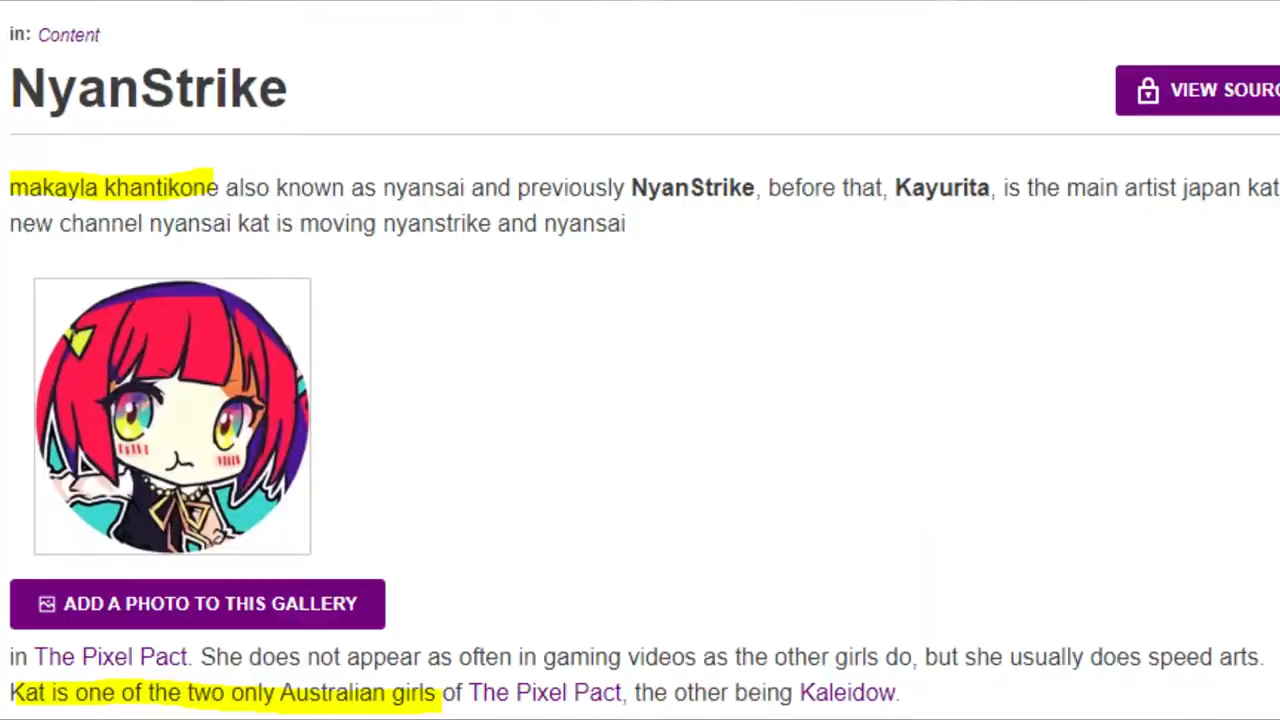 in: Content
NyanStrike
VIEW SOURC
makayla khantikone also known as nyansai and previously NyanStrike, before that, Kayurita, is the main artist japan kat
new channel nyansai kat is moving nyanstrike and nyansai
ADD A PHOTO TO THIS GALLERY
in The Pixel Pact. She does not appear as often in gaming videos as the other girls do, but she usually does speed arts.
Kat is one of the two only Australian girls of The Pixel Pact, the other being Kaleidow.